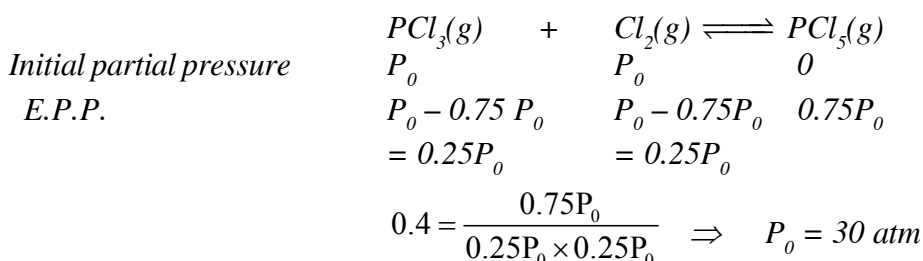 PCl₃(g) + Cl₂(g) ⇌ PCl₅(g)
Initial partial pressure P₀ P₀ 0
E.P.P. P₀ – 0.75 P₀ P₀ – 0.75P₀ 0.75P₀
= 0.25P₀ = 0.25P₀
0.4 = 0.75P₀ / 0.25P₀ × 0.25P₀ ⇒ P₀ = 30 atm